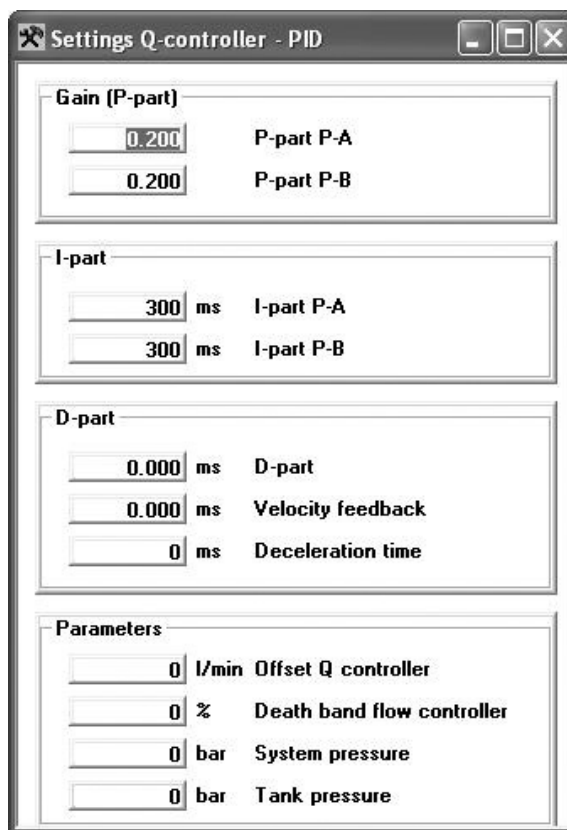 Settings Q-controller - PID
Gain (P-part)
0.200 P-part P-A
0.200 P-part P-B
I-part
300 ms I-part P-A
300 ms I-part P-B
D-part
0.000 ms D-part
0.000 ms Velocity feedback
0 ms Deceleration time
Parameters
0 l/min Offset Q controller
0 % Death band flow controller
0 bar System pressure
0 bar Tank pressure